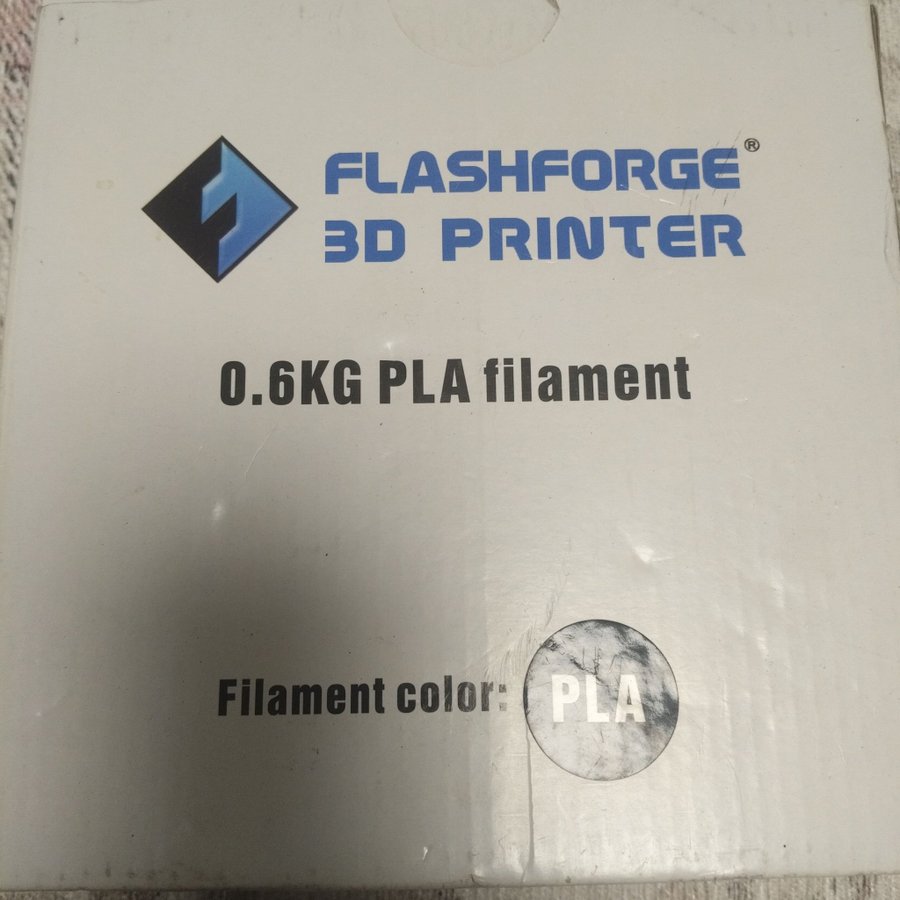 FLASHFORGE®
3D PRINTER
0.6KG PLA filament
Filament color: PLA